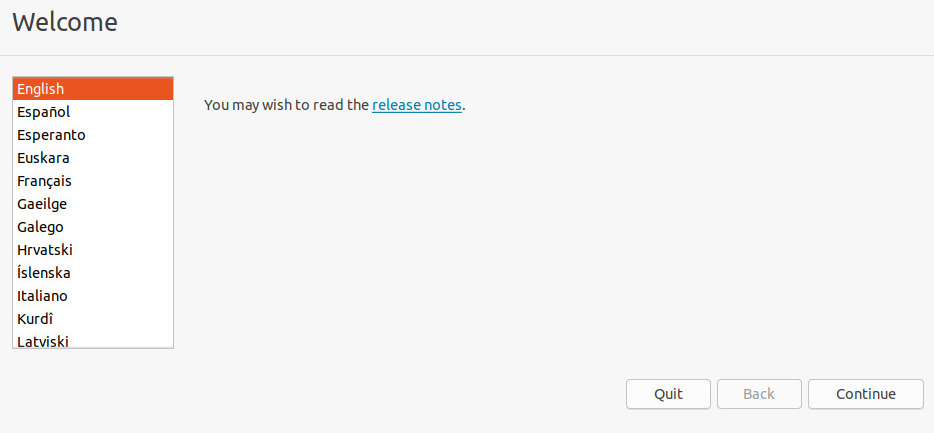 Welcome
English
Español
Esperanto
Euskara
Français
Gaeilge
Galego
Hrvatski
Íslenska
Italiano
Kurdî
Latviski
You may wish to read the release notes.
Quit
Back
Continue